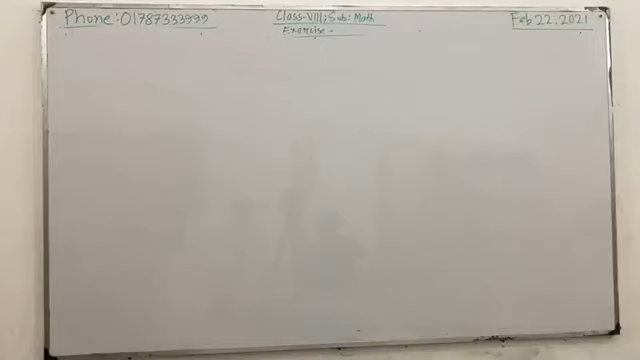 Phone: 01787333999
Class-VIII; Sub: Math
Exercise -
Feb 22, 2021